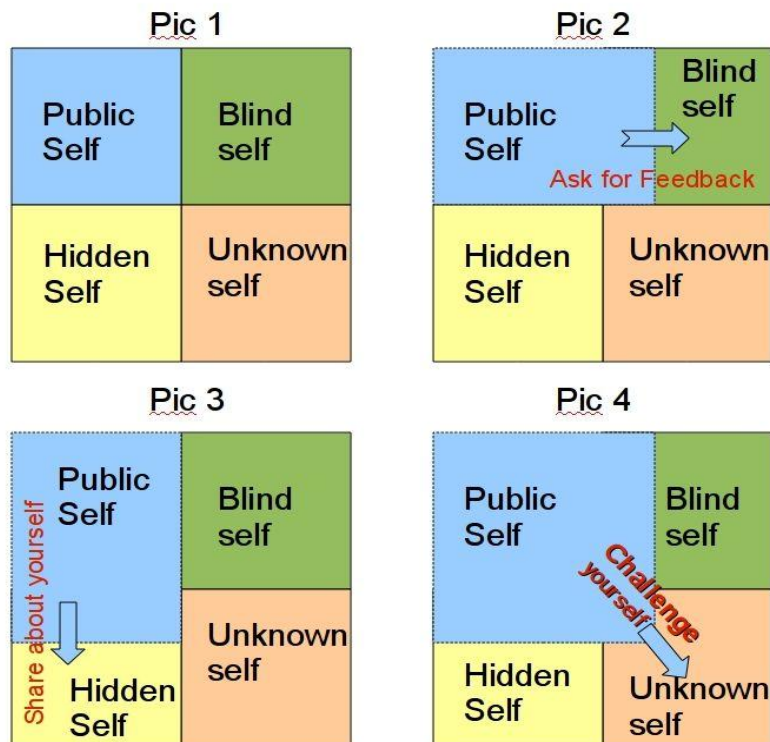 Pic 1
Public
Self
Blind
self
Hidden
Self
Unknown
self
Pic 2
Public
Self
Blind
self
Ask for Feedback
Hidden
Self
Unknown
self
Pic 3
Public
Self
Blind
self
Share about yourself
Hidden
Self
Unknown
self
Pic 4
Public
Self
Blind
self
Challenge
yourself
Hidden
Self
Unknown
self